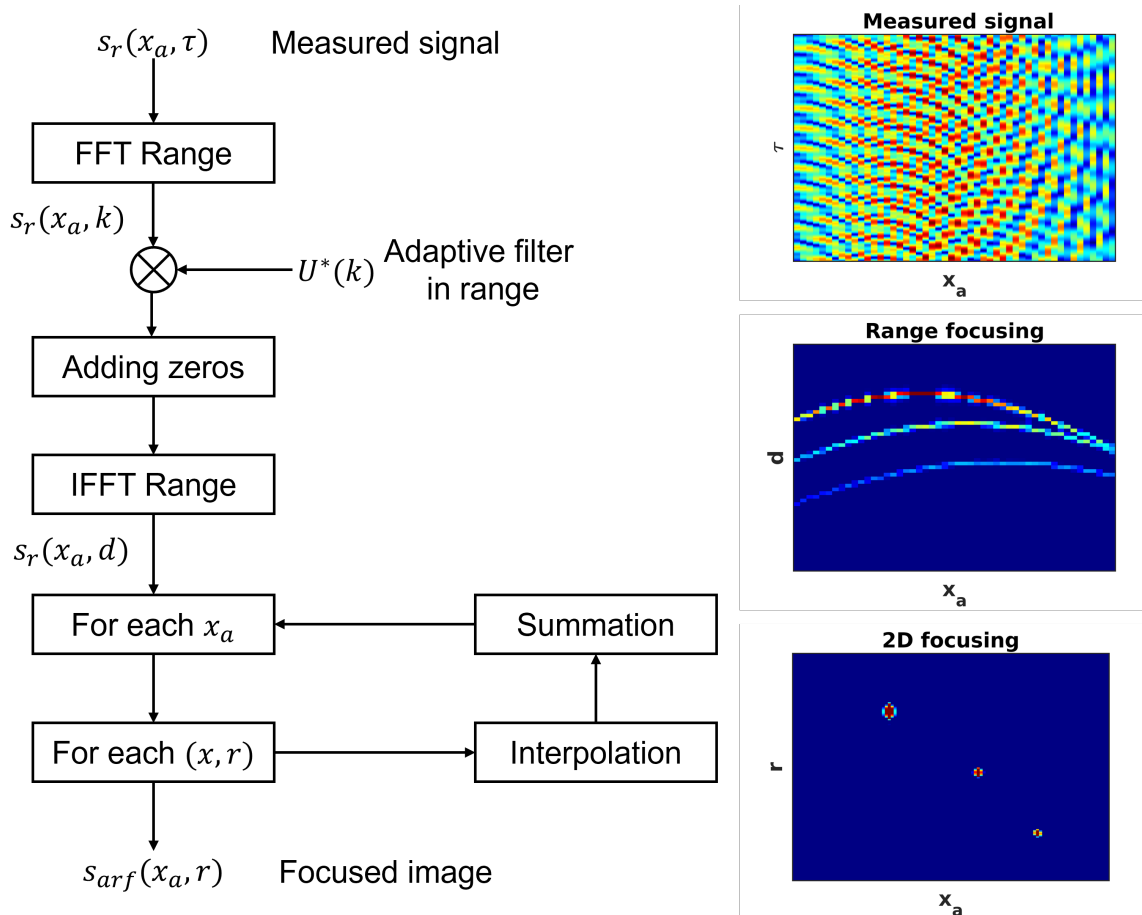 s_r(x_a, τ) Measured signal
FFT Range
s_r(x_a, k)
U*(k) Adaptive filter
in range
Adding zeros
IFFT Range
s_r(x_a, d)
For each x_a
Summation
For each (x, r)
Interpolation
s_arf(x_a, r) Focused image
Measured signal
τ
x_a
Range focusing
d
x_a
2D focusing
r
x_a